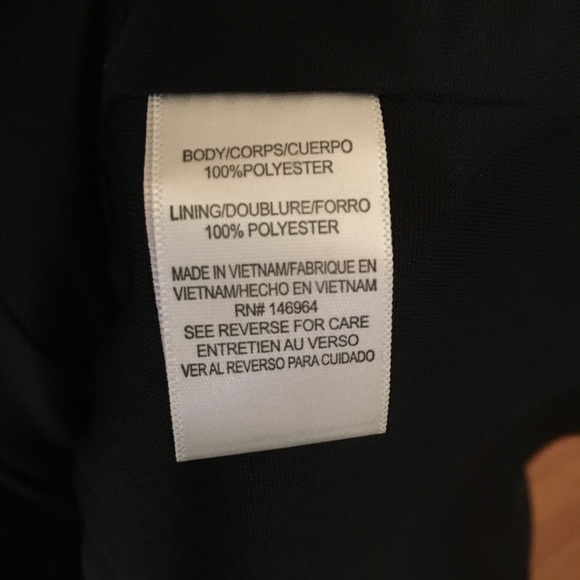 BODY/CORPS/CUERPO
100%POLYESTER
LINING/DOUBLURE/FORRO
100% POLYESTER
MADE IN VIETNAM/FABRIQUE EN
VIETNAM/HECHO EN VIETNAM
RN# 146964
SEE REVERSE FOR CARE
ENTRETIEN AU VERSO
VER AL REVERSO PARA CUIDADO